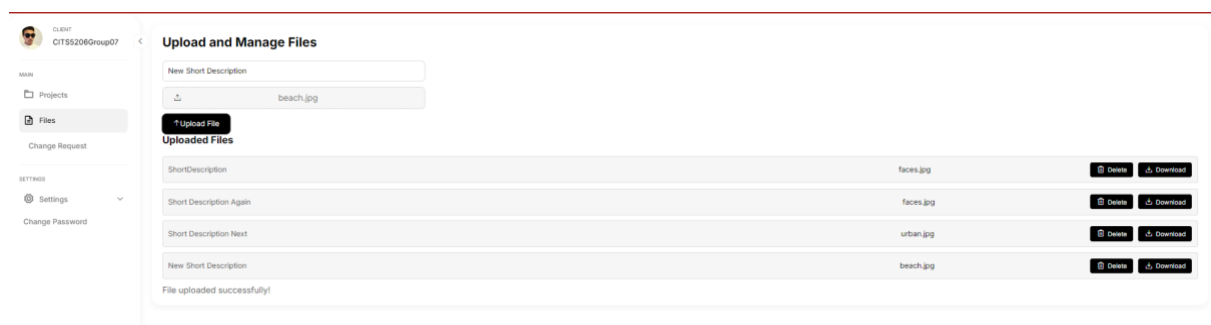 CLIENT
CITS5206Group07
MAIN
Projects
Files
Change Request
SETTINGS
Settings
Change Password
Upload and Manage Files
New Short Description
beach.jpg
↑Upload File
Uploaded Files
ShortDescription faces.jpg Delete Download
Short Description Again faces.jpg Delete Download
Short Description Next urban.jpg Delete Download
New Short Description beach.jpg Delete Download
File uploaded successfully!